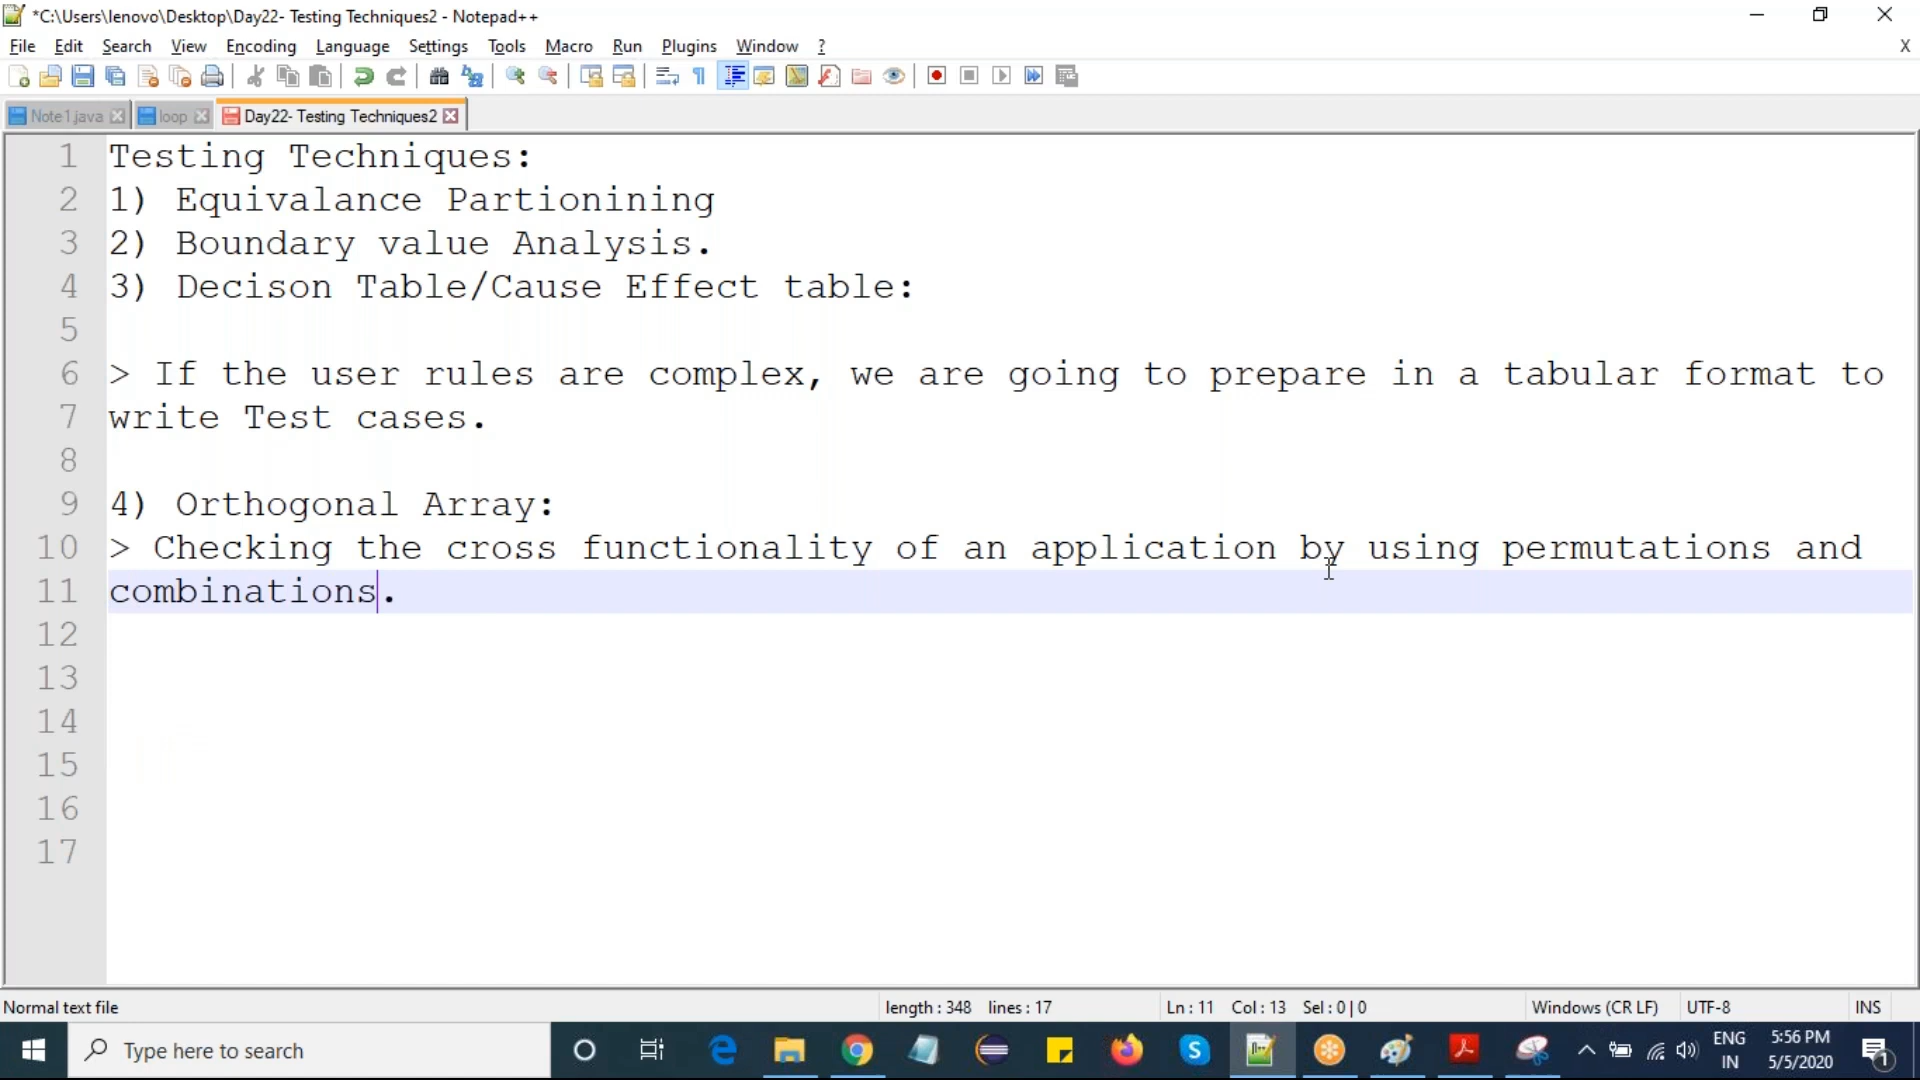 *C:\Users\lenovo\Desktop\Day22- Testing Techniques2 - Notepad++
File Edit Search View Encoding Language Settings Tools Macro Run Plugins Window ? X
Note1.java loop Day22- Testing Techniques2
1 Testing Techniques:
2 1) Equivalance Partionining
3 2) Boundary value Analysis.
4 3) Decison Table/Cause Effect table:
5
6 > If the user rules are complex, we are going to prepare in a tabular format to
7 write Test cases.
8
9 4) Orthogonal Array:
10 > Checking the cross functionality of an application by using permutations and
11 combinations.
12
13
14
15
16
17
Normal text file length : 348 lines : 17 Ln : 11 Col : 13 Sel : 0 | 0 Windows (CR LF) UTF-8 INS
Type here to search ENG 5:56 PM
IN 5/5/2020 1